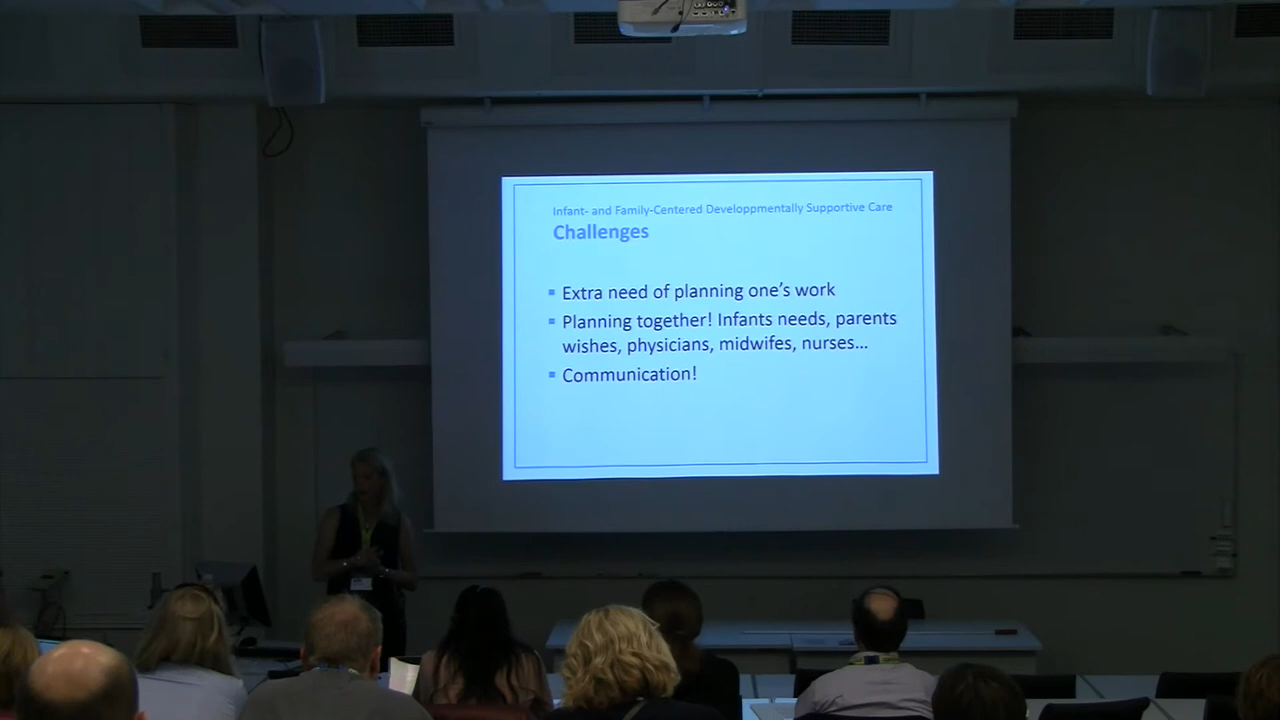 Infant- and Family-Centered Developpmentally Supportive Care
Challenges
Extra need of planning one's work
Planning together! Infants needs, parents
wishes, physicians, midwifes, nurses...
Communication!